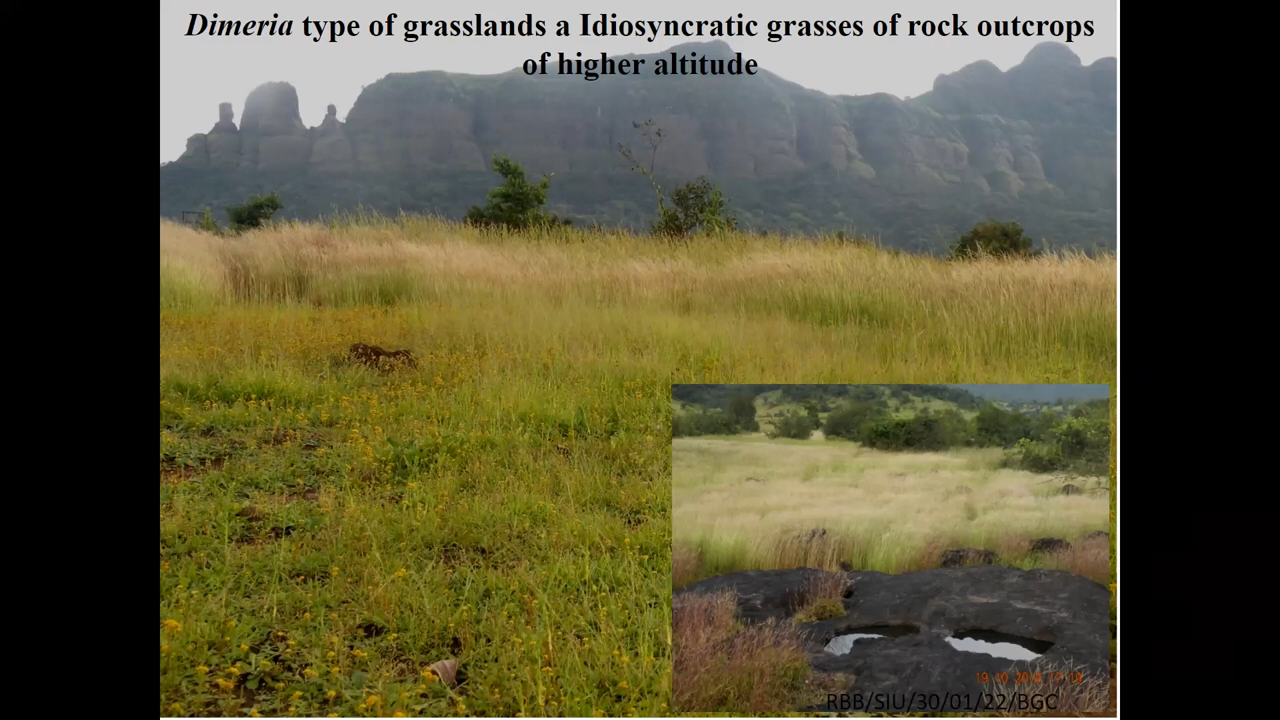 Dimeria type of grasslands a Idiosyncratic grasses of rock outcrops
of higher altitude
RBB/SIU/30/01/22/BGC